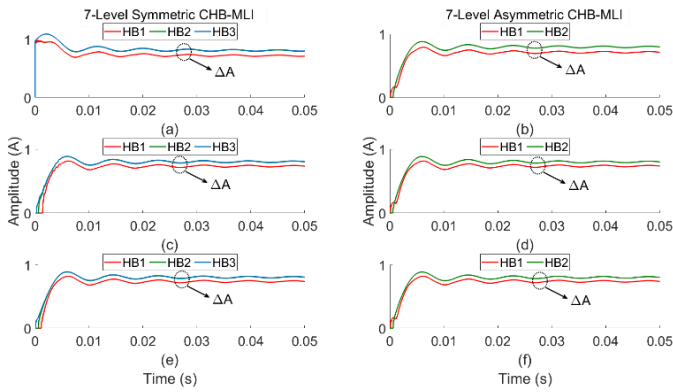 7-Level Symmetric CHB-MLI
7-Level Asymmetric CHB-MLI
HB1 HB2 HB3
HB1 HB2
1
0
ΔA
0 0.01 0.02 0.03 0.04 0.05
(a)
1
0
ΔA
0 0.01 0.02 0.03 0.04 0.05
(b)
Amplitude (A)
Amplitude (A)
HB1 HB2 HB3
HB1 HB2
1
0
ΔA
0 0.01 0.02 0.03 0.04 0.05
(c)
1
0
ΔA
0 0.01 0.02 0.03 0.04 0.05
(d)
HB1 HB2 HB3
HB1 HB2
1
0
ΔA
0 0.01 0.02 0.03 0.04 0.05
(e)
Time (s)
1
0
ΔA
0 0.01 0.02 0.03 0.04 0.05
(f)
Time (s)